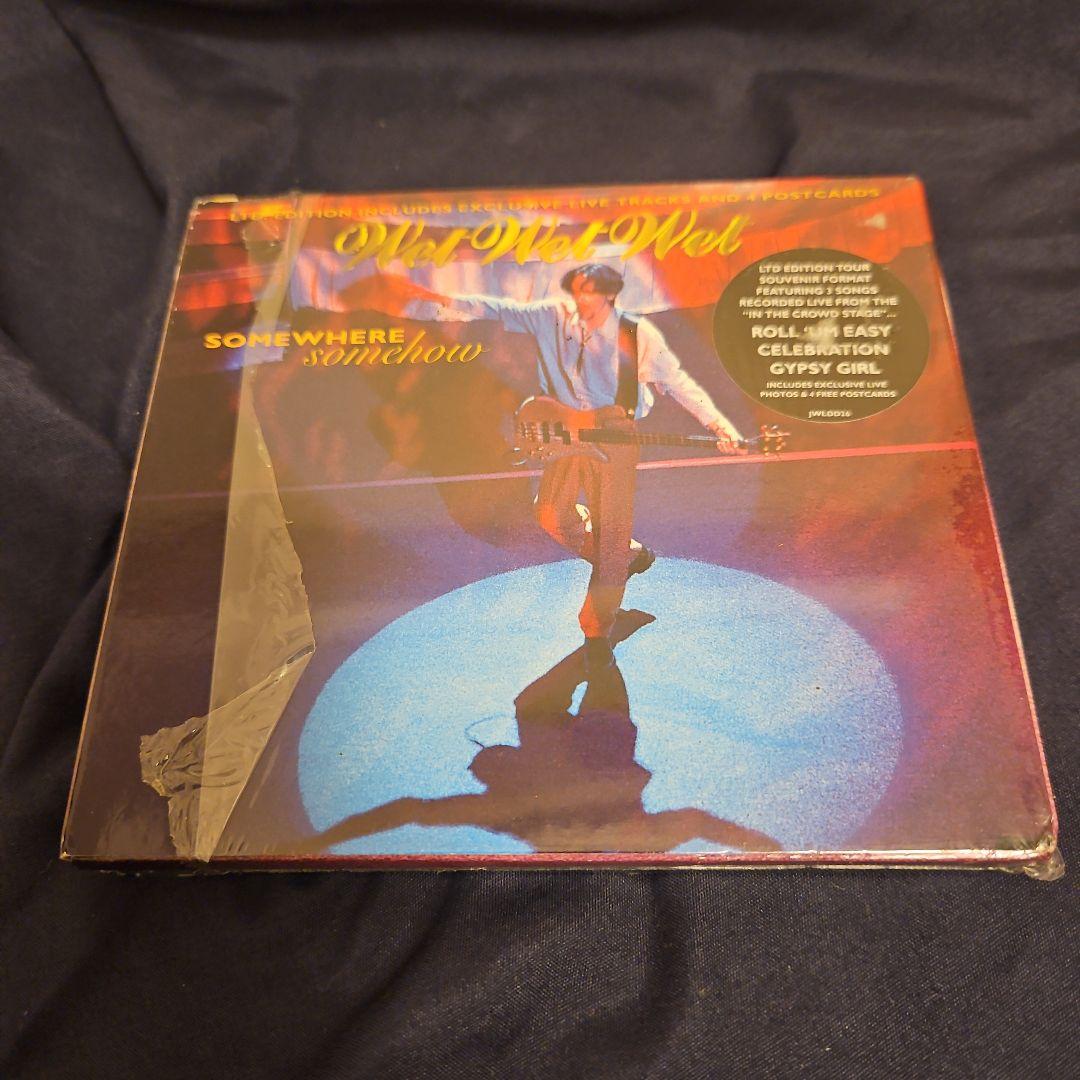 LTD EDITION INCLUDES EXCLUSIVE LIVE TRACKS AND 4 POSTCARDS
Wet Wet Wet
SOMEWHERE
somehow
LTD EDITION TOUR
SOUVENIR FORMAT
FEATURING 3 SONGS
RECORDED LIVE FROM THE
"IN THE CROWD STAGE"...
ROLL 'UM EASY
CELEBRATION
GYPSY GIRL
INCLUDES EXCLUSIVE LIVE
PHOTOS & 4 FREE POSTCARDS
JWLDD26